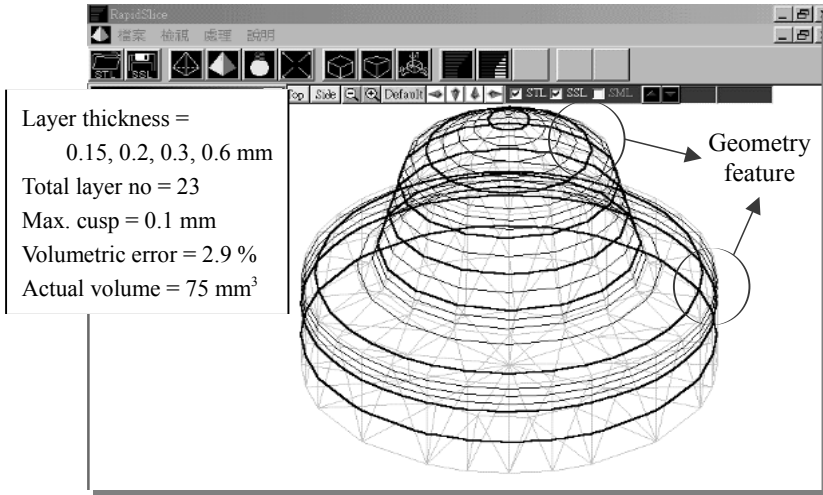 RapidSlice
檔案 檢視 處理 說明
STL SSL
Top Side Default STL SSL SML
Layer thickness =
0.15, 0.2, 0.3, 0.6 mm
Total layer no = 23
Max. cusp = 0.1 mm
Volumetric error = 2.9 %
Actual volume = 75 mm³
Geometry
feature